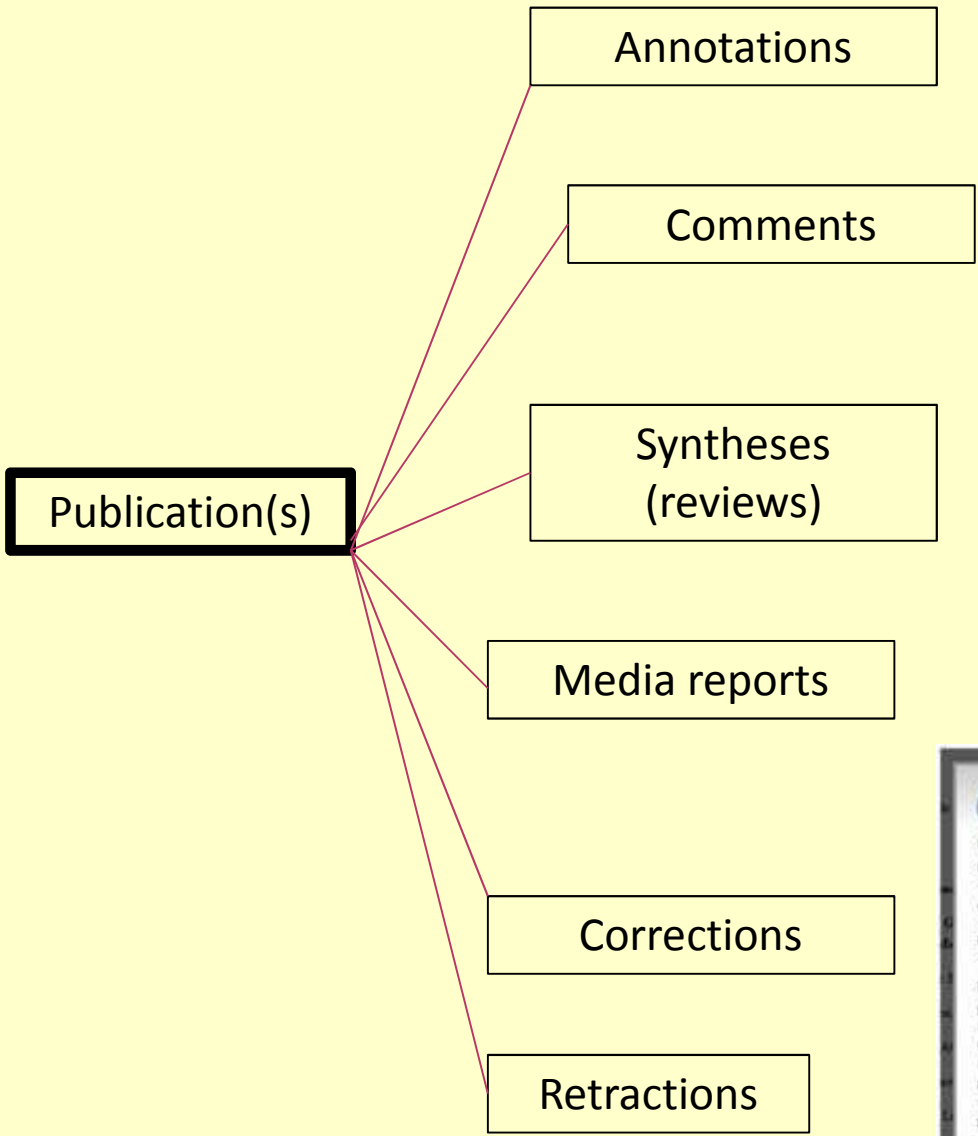 Annotations
Comments
Syntheses
(reviews)
Publication(s)
Media reports
Corrections
Retractions